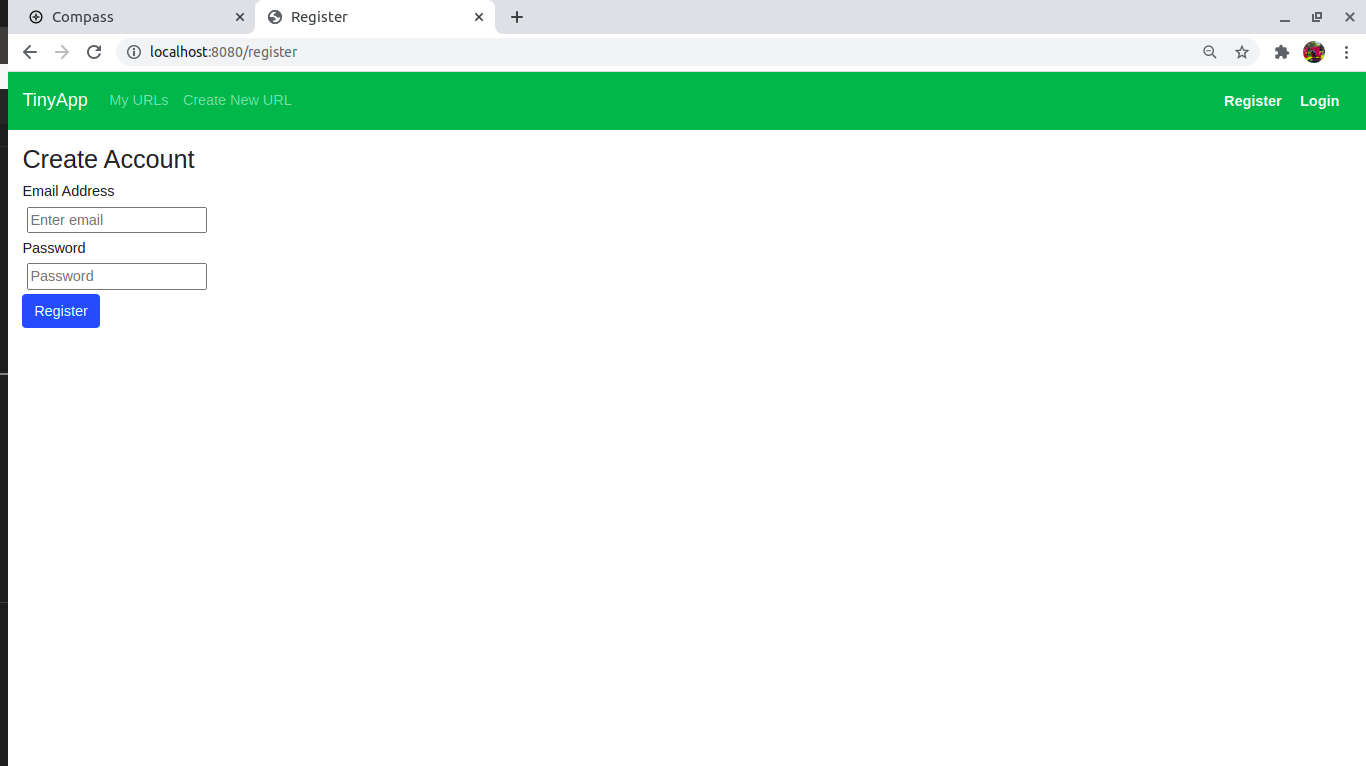 Compass
Register
localhost:8080/register
TinyApp My URLs Create New URL Register Login
Create Account
Email Address
Enter email
Password
Password
Register